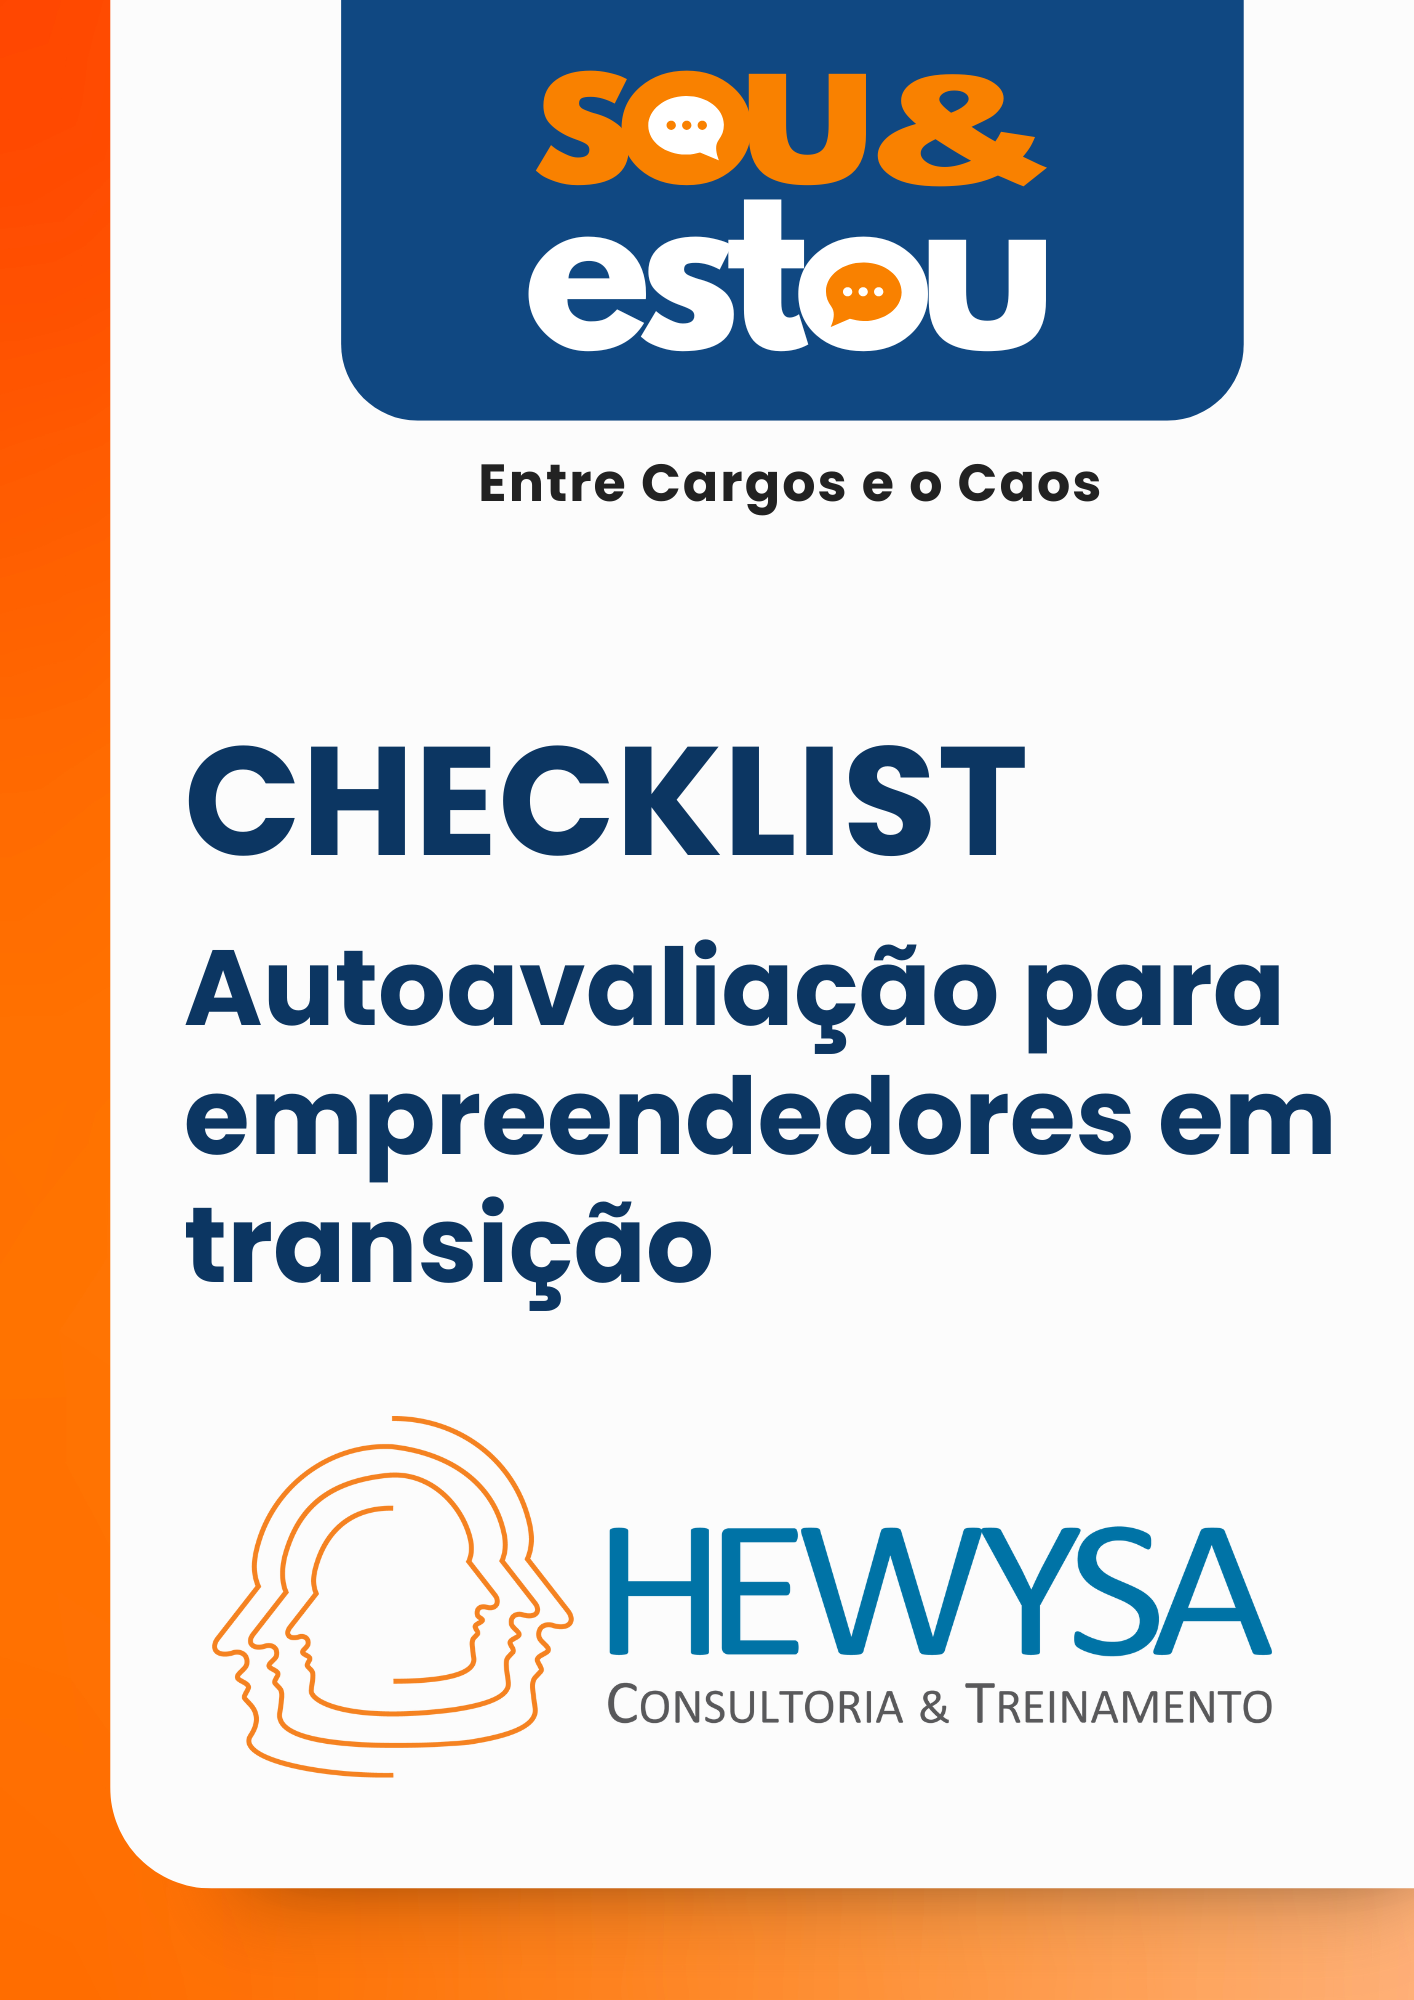 sou &
estou
Entre Cargos e o Caos
CHECKLIST
Autoavaliação para
empreendedores em
transição
HEWYSA
CONSULTORIA & TREINAMENTO